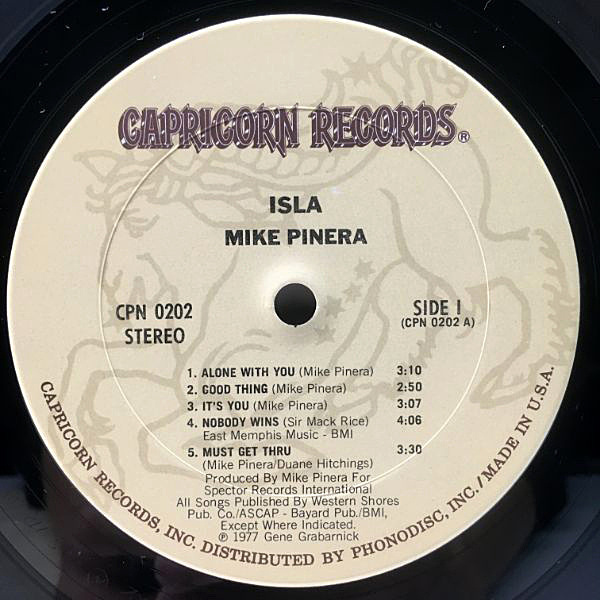 CAPRICORN RECORDS®
ISLA
MIKE PINERA
CPN 0202
STEREO
SIDE I
(CPN 0202 A)
1. ALONE WITH YOU (Mike Pinera) 3:10
2. GOOD THING (Mike Pinera) 2:50
3. IT'S YOU (Mike Pinera) 3:07
4. NOBODY WINS (Sir Mack Rice) 4:06
East Memphis Music - BMI
5. MUST GET THRU 3:30
(Mike Pinera/Duane Hitchings)
Produced By Mike Pinera For
Spector Records International
All Songs Published By Western Shores
Pub. Co./ASCAP - Bayard Pub./BMI,
Except Where Indicated.
℗ 1977 Gene Grabarnick
CAPRICORN RECORDS, INC. DISTRIBUTED BY PHONODISC, INC./MADE IN U.S.A.